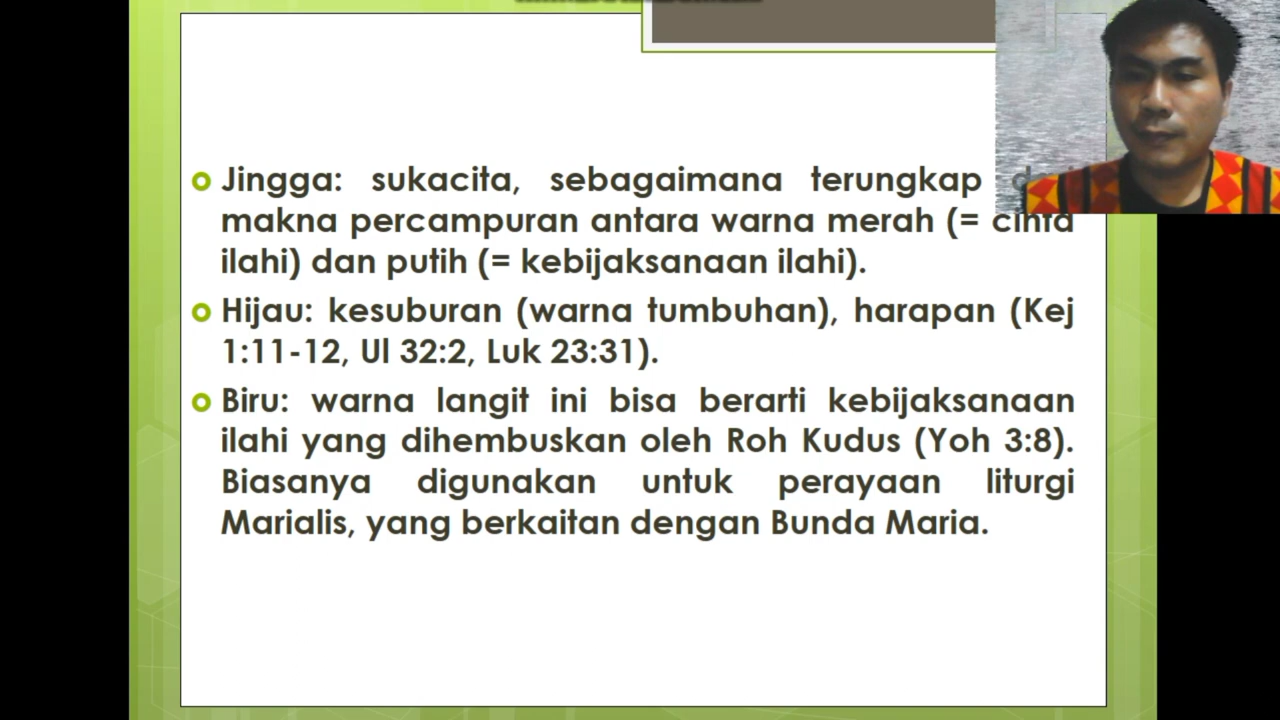 Jingga: sukacita, sebagaimana terungkap
makna percampuran antara warna merah (= cinta
ilahi) dan putih (= kebijaksanaan ilahi).
Hijau: kesuburan (warna tumbuhan), harapan (Kej
1:11-12, Ul 32:2, Luk 23:31).
Biru: warna langit ini bisa berarti kebijaksanaan
ilahi yang dihembuskan oleh Roh Kudus (Yoh 3:8).
Biasanya digunakan untuk perayaan liturgi
Marialis, yang berkaitan dengan Bunda Maria.